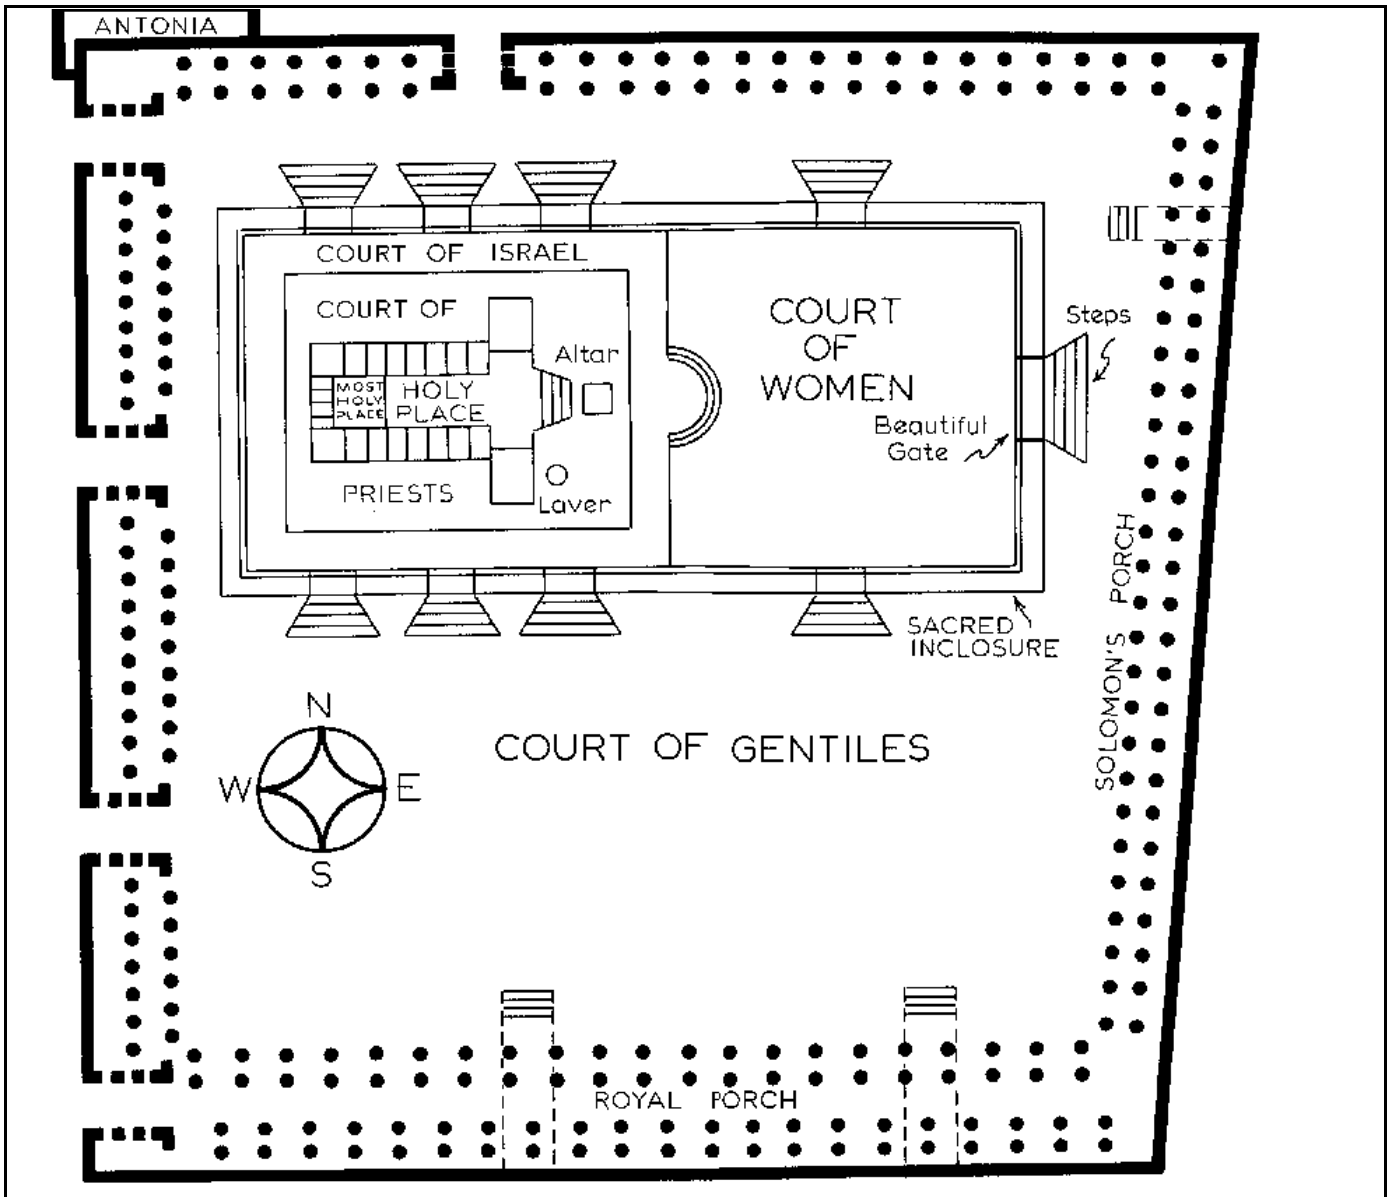 ANTONIA
COURT OF ISRAEL
COURT OF
PRIESTS
MOST
HOLY
PLACE
HOLY
PLACE
Altar
Laver
COURT
OF
WOMEN
Beautiful
Gate
Steps
SACRED
INCLOSURE
SOLOMON'S PORCH
N
W E
S
COURT OF GENTILES
ROYAL PORCH